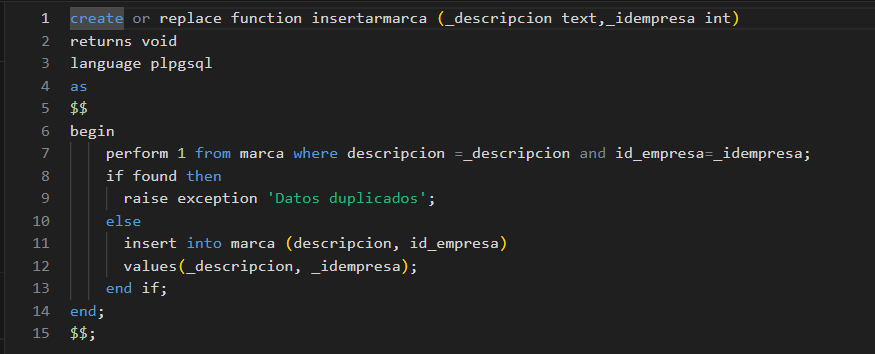 1 create or replace function insertarmarca (_descripcion text,_idempresa int)
2 returns void
3 language plpgsql
4 as
5 $$
6 begin
7 perform 1 from marca where descripcion =_descripcion and id_empresa=_idempresa;
8 if found then
9 raise exception 'Datos duplicados';
10 else
11 insert into marca (descripcion, id_empresa)
12 values(_descripcion, _idempresa);
13 end if;
14 end;
15 $$;